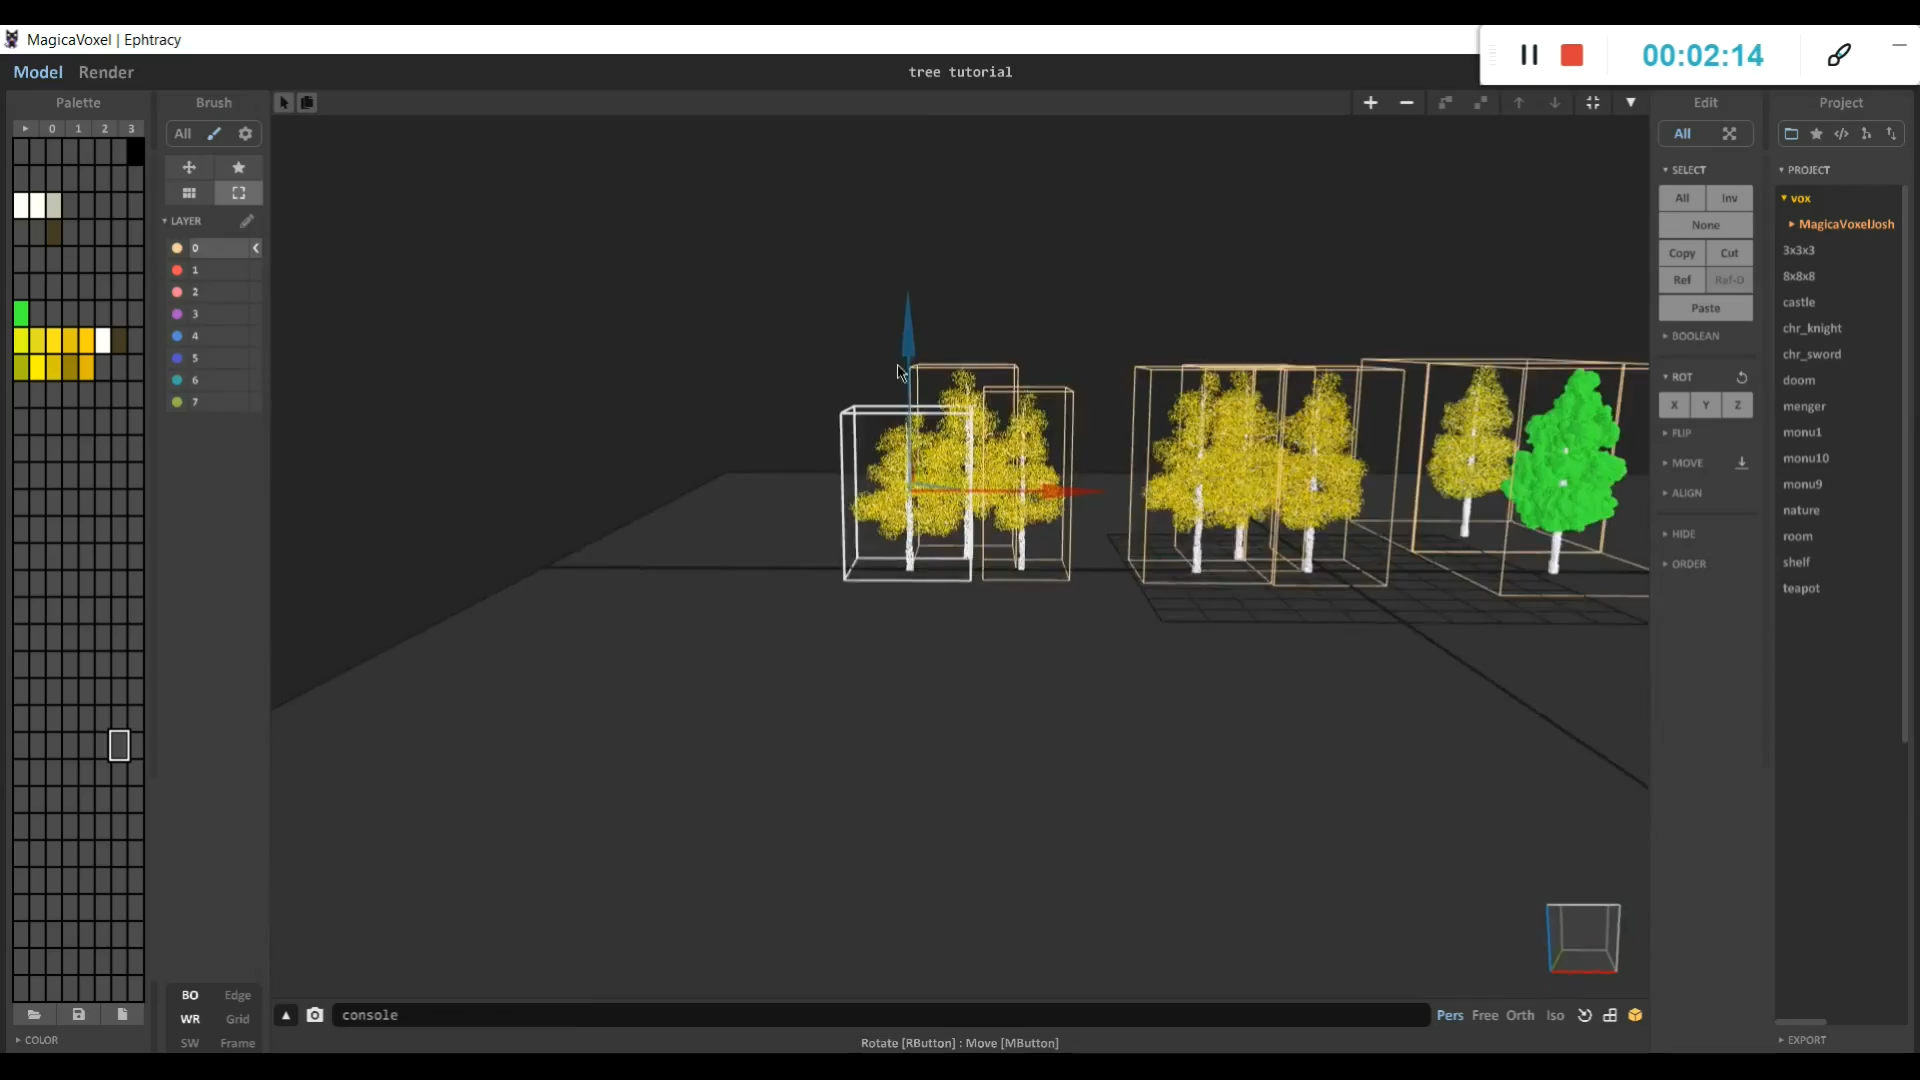 MagicaVoxel | Ephtracy
00:02:14
Model Render
tree tutorial
Palette
Brush
Edit
Project
0 1 2 3
All
All
SELECT
PROJECT
All Inv
vox
None
MagicaVoxelJosh
LAYER
0
1
2
3
4
5
6
7
Copy Cut
Ref Ref-D
Paste
BOOLEAN
ROT
X Y Z
FLIP
MOVE
ALIGN
HIDE
ORDER
3x3x3
8x8x8
castle
chr_knight
chr_sword
doom
menger
monu1
monu10
monu9
nature
room
shelf
teapot
BO Edge
WR Grid
SW Frame
console
Pers Free Orth Iso
COLOR
Rotate [RButton] : Move [MButton]
EXPORT